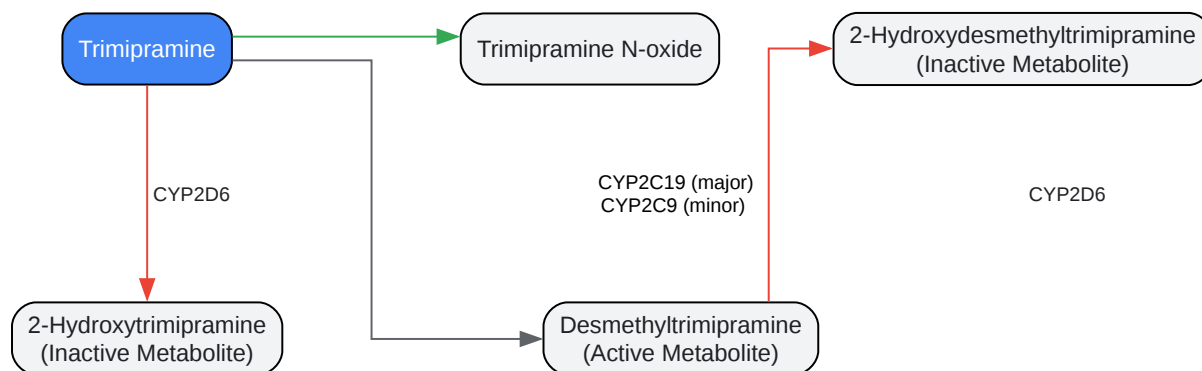 Trimipramine
Trimipramine N-oxide
2-Hydroxydesmethyltrimipramine
(Inactive Metabolite)
CYP2D6
CYP2C19 (major)
CYP2C9 (minor)
CYP2D6
2-Hydroxytrimipramine
(Inactive Metabolite)
Desmethyltrimipramine
(Active Metabolite)